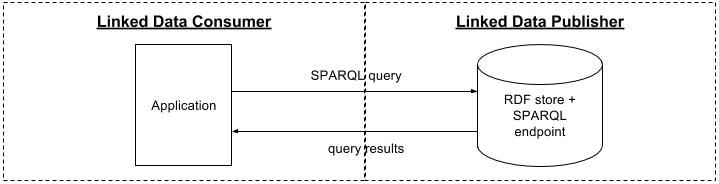 Linked Data Consumer
Linked Data Publisher
SPARQL query
Application
RDF store +
SPARQL
endpoint
query results